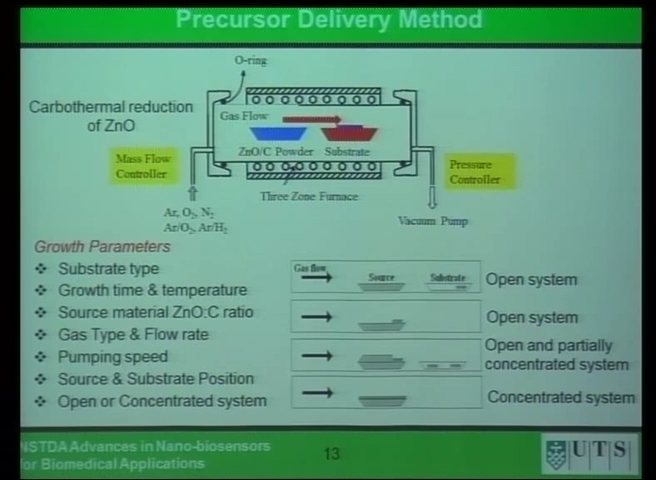 Precursor Delivery Method
O-ring
Carbothermal reduction
of ZnO
Gas Flow
ZnO/C Powder
Substrate
Mass Flow
Controller
Pressure
Controller
Three Zone Furnace
Ar, O₂, N₂
Ar/O₂, Ar/H₂
Vacuum Pump
Growth Parameters
❖ Substrate type
❖ Growth time & temperature
❖ Source material ZnO:C ratio
❖ Gas Type & Flow rate
❖ Pumping speed
❖ Source & Substrate Position
❖ Open or Concentrated system
Gas flow
Source
Substrate
Open system
Open system
Open and partially
concentrated system
Concentrated system
NSTDA Advances in Nano-biosensors
for Biomedical Applications
13
UTS